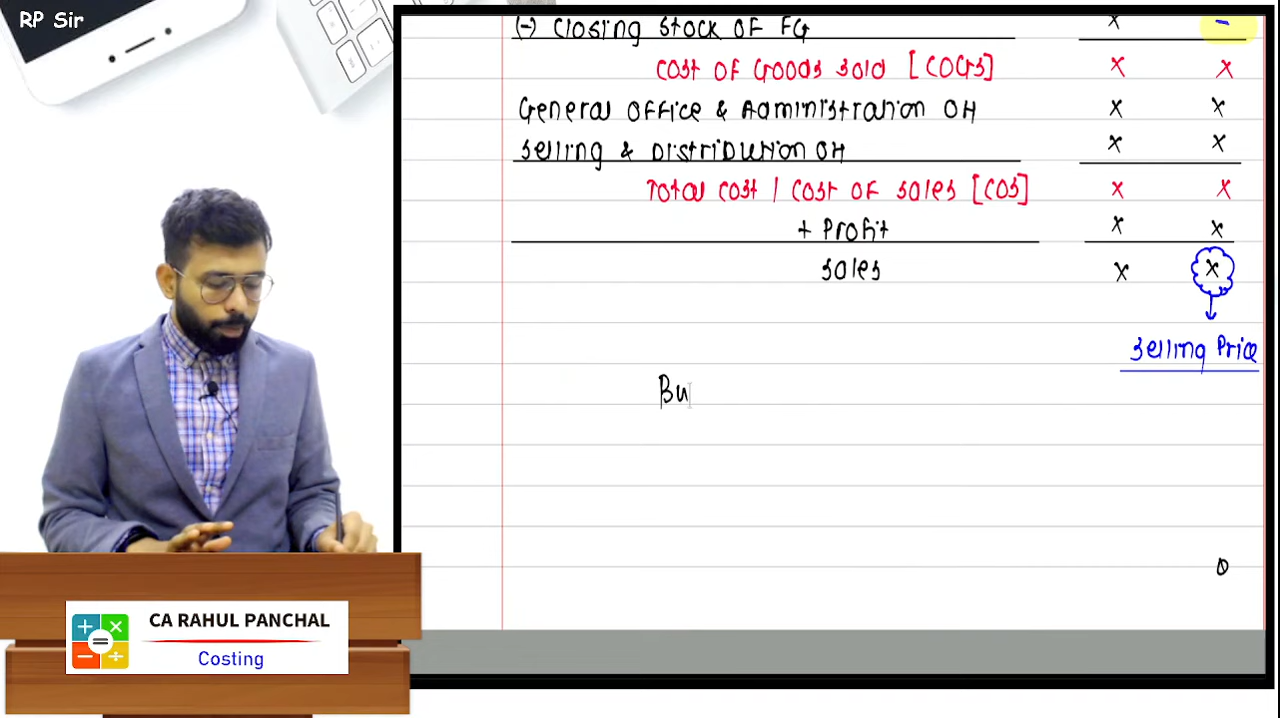 RP Sir
(-) Closing Stock OF FG x -
Cost OF Goods Sold [COGS] x x
General Office & Administration OH x x
Selling & Distribution OH x x
Total Cost / Cost OF Sales [COS] x x
+ Profit x x
Sales x x
Selling Price
Bu
0
CA RAHUL PANCHAL
Costing